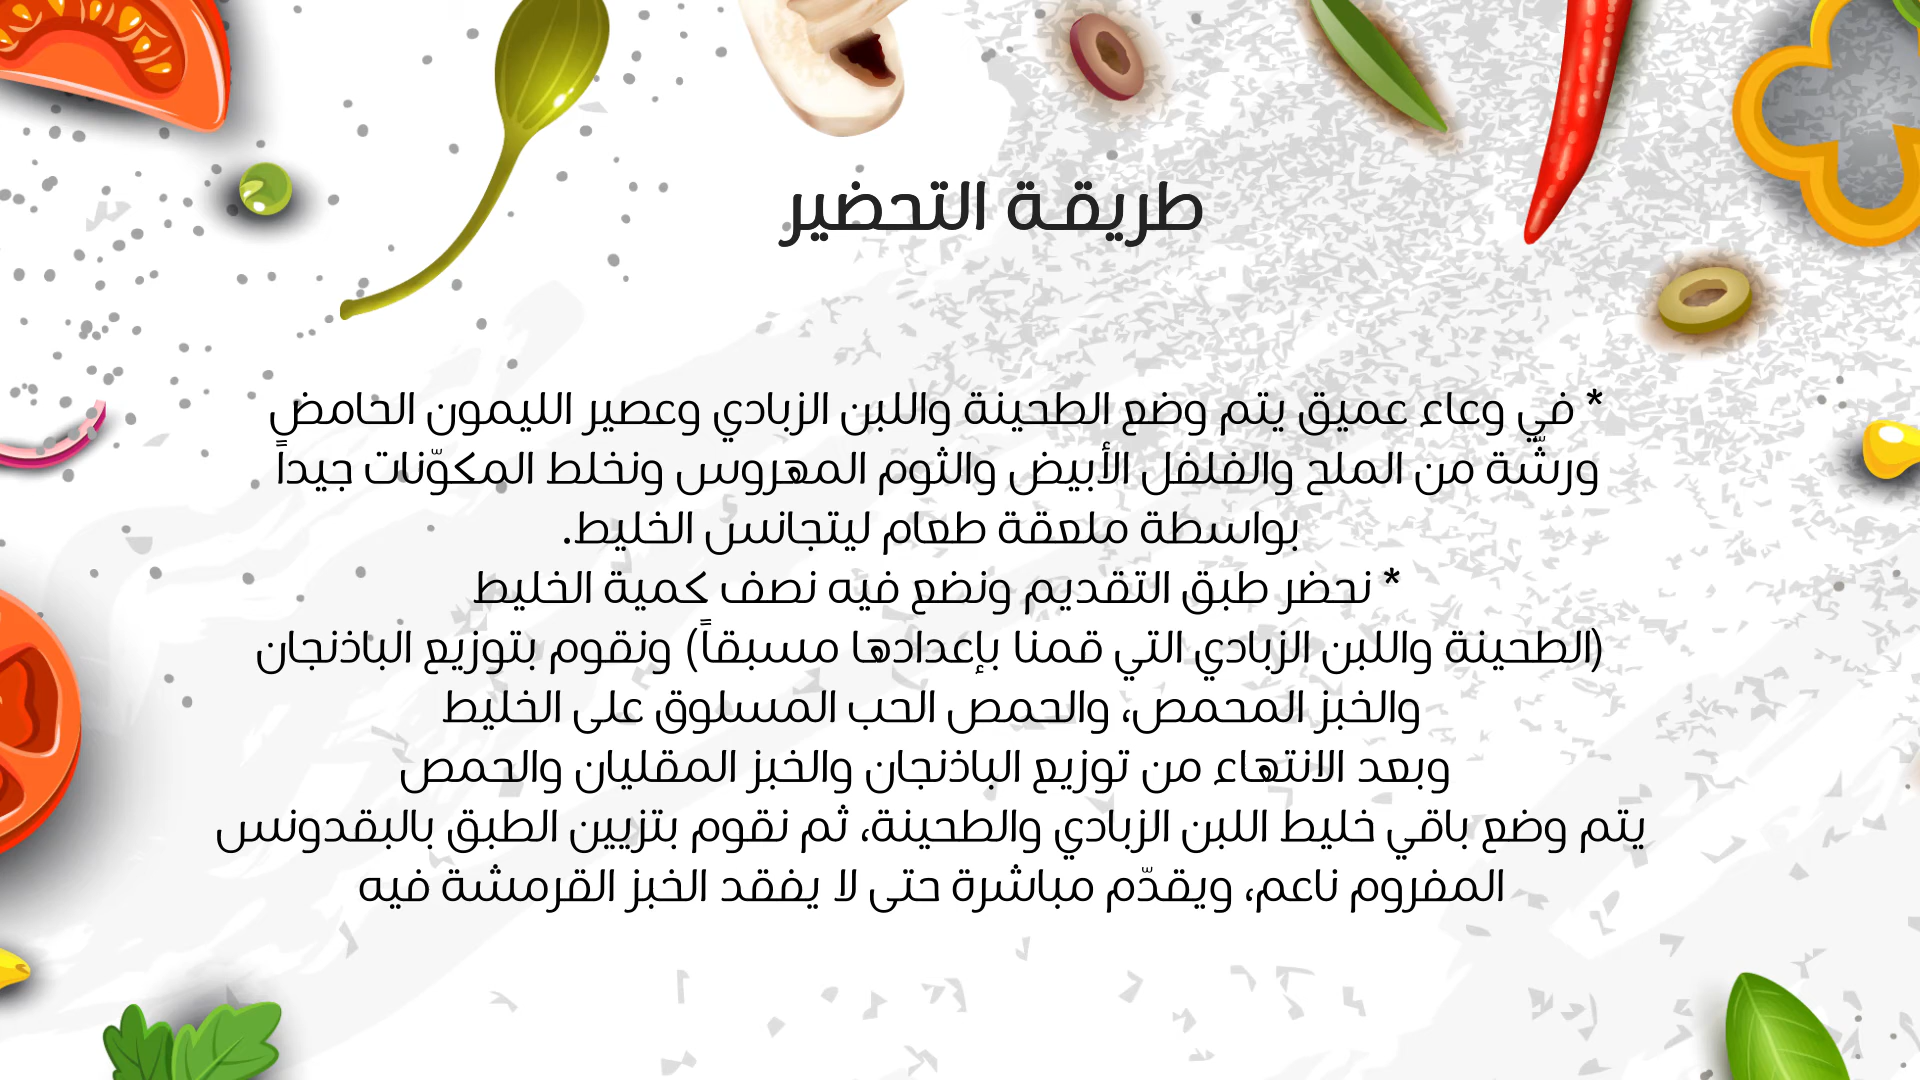 طريقة التحضير
* في وعاء عميق يتم وضع الطحينة واللبن الزبادي وعصير الليمون الحامض
ورشّة من الملح والفلفل الأبيض والثوم المهروس ونخلط المكوّنات جيداً
بواسطة ملعقة طعام ليتجانس الخليط.
* نحضر طبق التقديم ونضع فيه نصف كمية الخليط
(الطحينة واللبن الزبادي التي قمنا بإعدادها مسبقاً) ونقوم بتوزيع الباذنجان
والخبز المحمص، والحمص الحب المسلوق على الخليط
وبعد الانتهاء من توزيع الباذنجان والخبز المقليان والحمص
يتم وضع باقي خليط اللبن الزبادي والطحينة، ثم نقوم بتزيين الطبق بالبقدونس
المفروم ناعم، ويقدّم مباشرة حتى لا يفقد الخبز القرمشة فيه